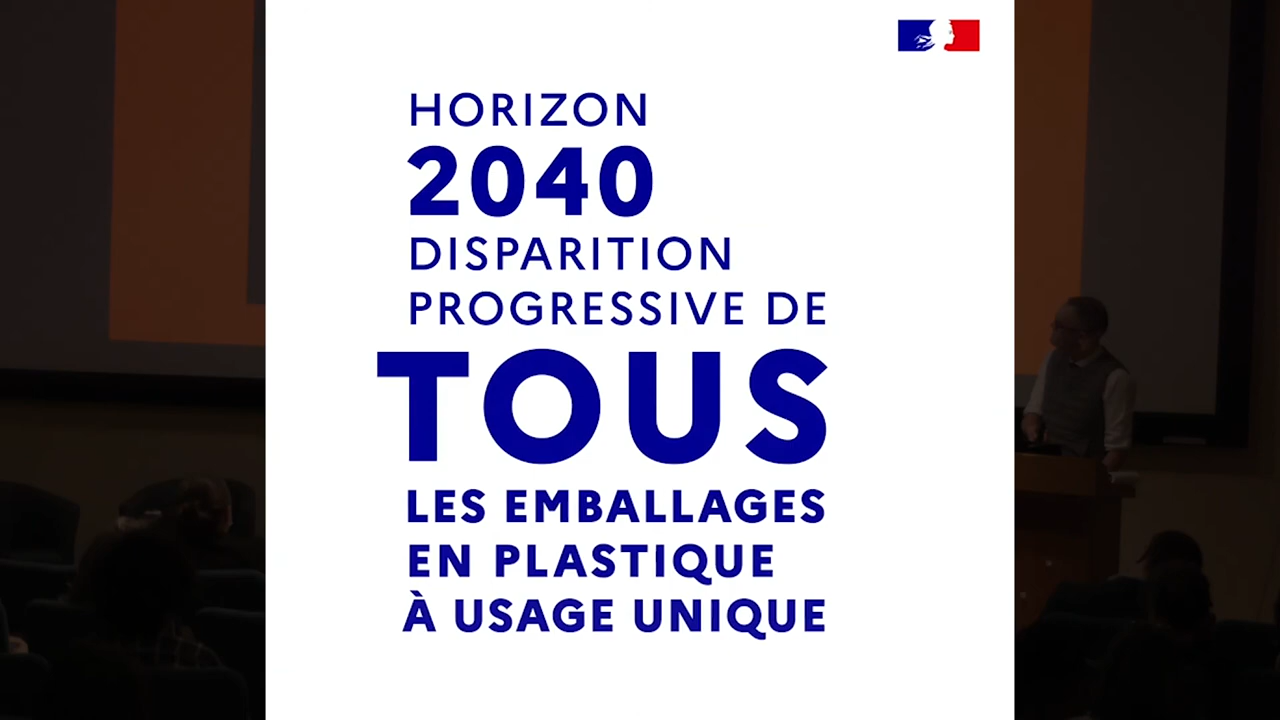 HORIZON
2040
DISPARITION
PROGRESSIVE DE
TOUS
LES EMBALLAGES
EN PLASTIQUE
À USAGE UNIQUE